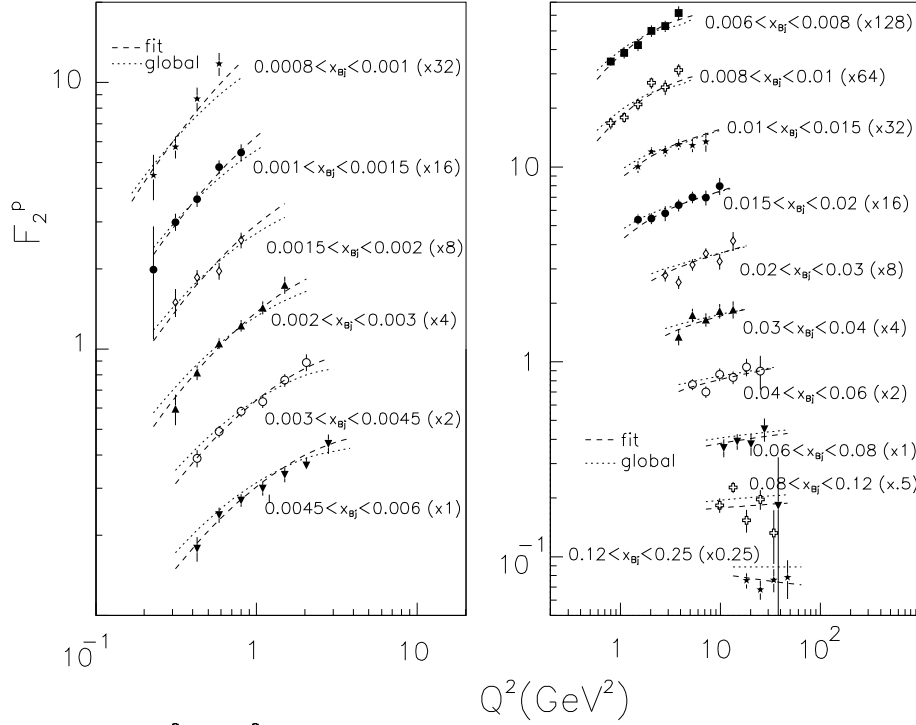 fit
global
0.0008<x_Bj<0.001 (x32)
0.001<x_Bj<0.0015 (x16)
0.0015<x_Bj<0.002 (x8)
0.002<x_Bj<0.003 (x4)
0.003<x_Bj<0.0045 (x2)
0.0045<x_Bj<0.006 (x1)
10
1
F_2^p
10^-1
1
10
0.006<x_Bj<0.008 (x128)
0.008<x_Bj<0.01 (x64)
0.01<x_Bj<0.015 (x32)
0.015<x_Bj<0.02 (x16)
0.02<x_Bj<0.03 (x8)
0.03<x_Bj<0.04 (x4)
0.04<x_Bj<0.06 (x2)
fit
global
0.06<x_Bj<0.08 (x1)
0.08<x_Bj<0.12 (x.5)
0.12<x_Bj<0.25 (x0.25)
10
1
10^-1
1
10
10^2
Q^2(GeV^2)